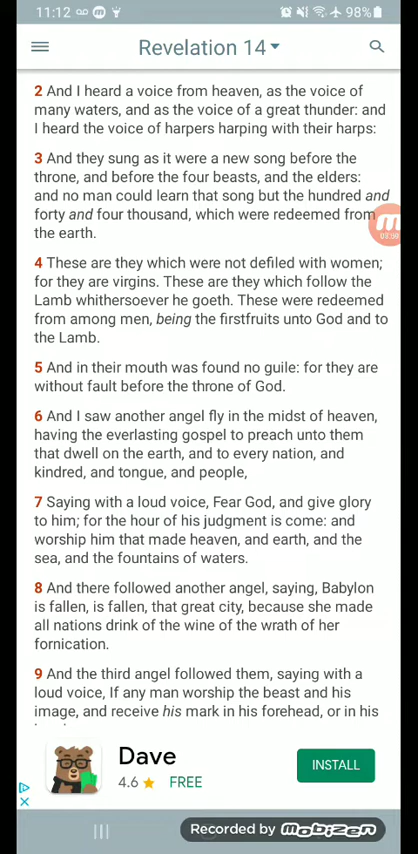 11:12 98%
Revelation 14
2 And I heard a voice from heaven, as the voice of
many waters, and as the voice of a great thunder: and
I heard the voice of harpers harping with their harps:
3 And they sung as it were a new song before the
throne, and before the four beasts, and the elders:
and no man could learn that song but the hundred and
forty and four thousand, which were redeemed from
the earth.
4 These are they which were not defiled with women;
for they are virgins. These are they which follow the
Lamb whithersoever he goeth. These were redeemed
from among men, being the firstfruits unto God and to
the Lamb.
5 And in their mouth was found no guile: for they are
without fault before the throne of God.
6 And I saw another angel fly in the midst of heaven,
having the everlasting gospel to preach unto them
that dwell on the earth, and to every nation, and
kindred, and tongue, and people,
7 Saying with a loud voice, Fear God, and give glory
to him; for the hour of his judgment is come: and
worship him that made heaven, and earth, and the
sea, and the fountains of waters.
8 And there followed another angel, saying, Babylon
is fallen, is fallen, that great city, because she made
all nations drink of the wine of the wrath of her
fornication.
9 And the third angel followed them, saying with a
loud voice, If any man worship the beast and his
image, and receive his mark in his forehead, or in his
Dave
4.6 FREE
INSTALL
Recorded by mobizen